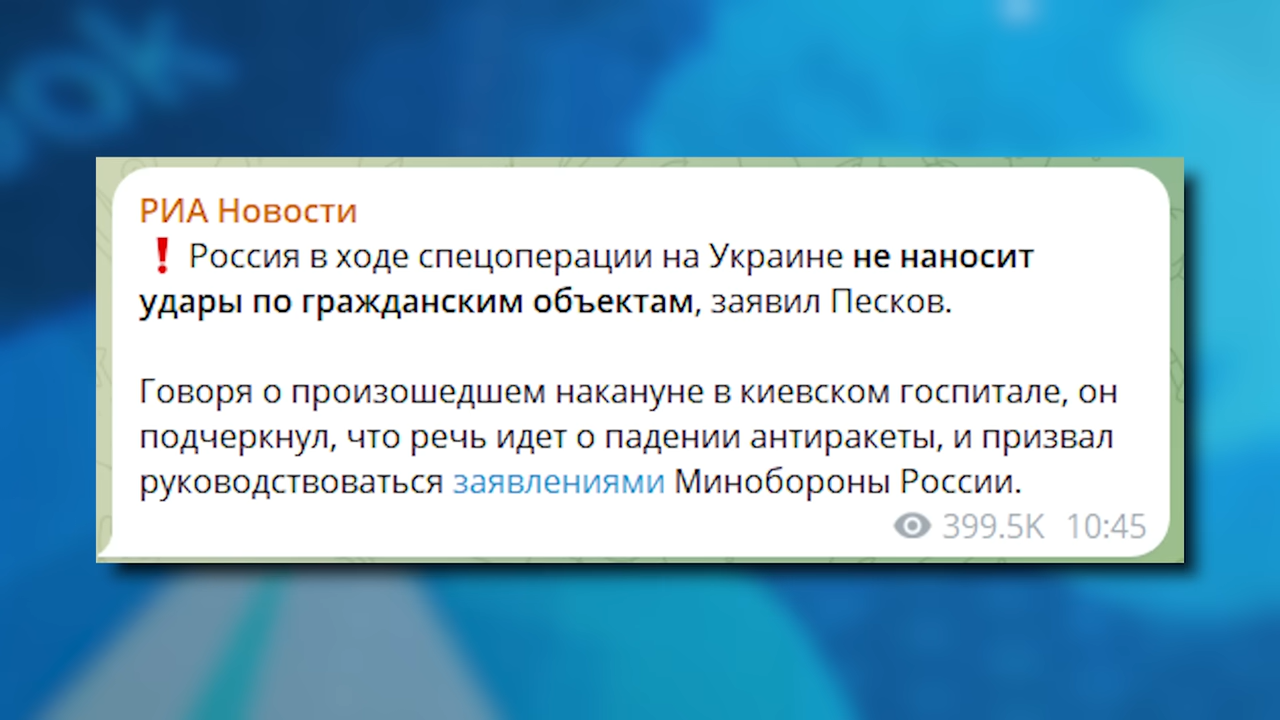 РИА Новости
❗ Россия в ходе спецоперации на Украине не наносит
удары по гражданским объектам, заявил Песков.
Говоря о произошедшем накануне в киевском госпитале, он
подчеркнул, что речь идет о падении антиракеты, и призвал
руководствоваться заявлениями Минобороны России.
399.5K 10:45